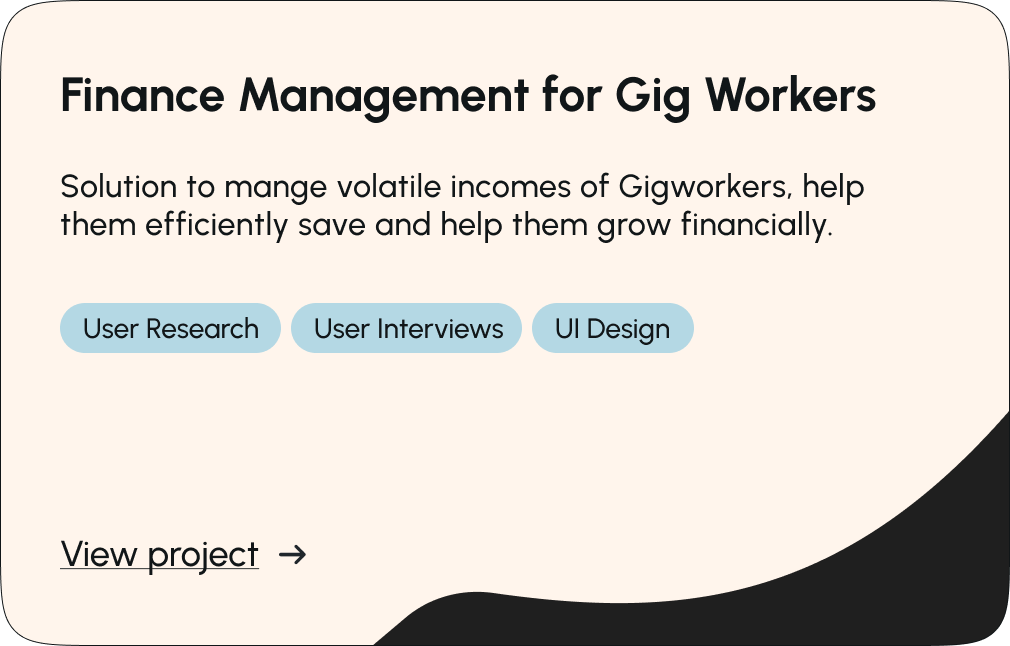 Finance Management for Gig Workers
Solution to mange volatile incomes of Gigworkers, help
them efficiently save and help them grow financially.
User Research User Interviews UI Design
View project →